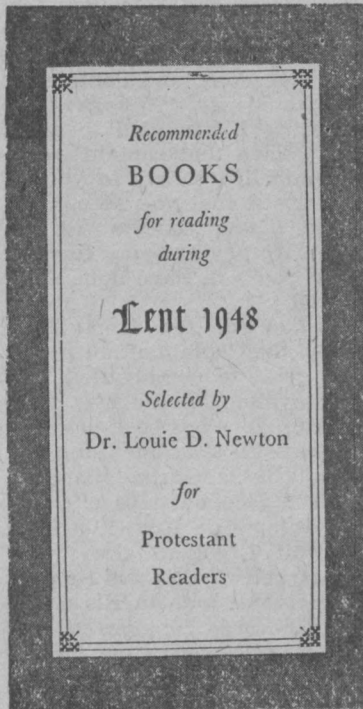 Recommended
BOOKS
for reading
during
Lent 1948
Selected by
Dr. Louie D. Newton
for
Protestant
Readers